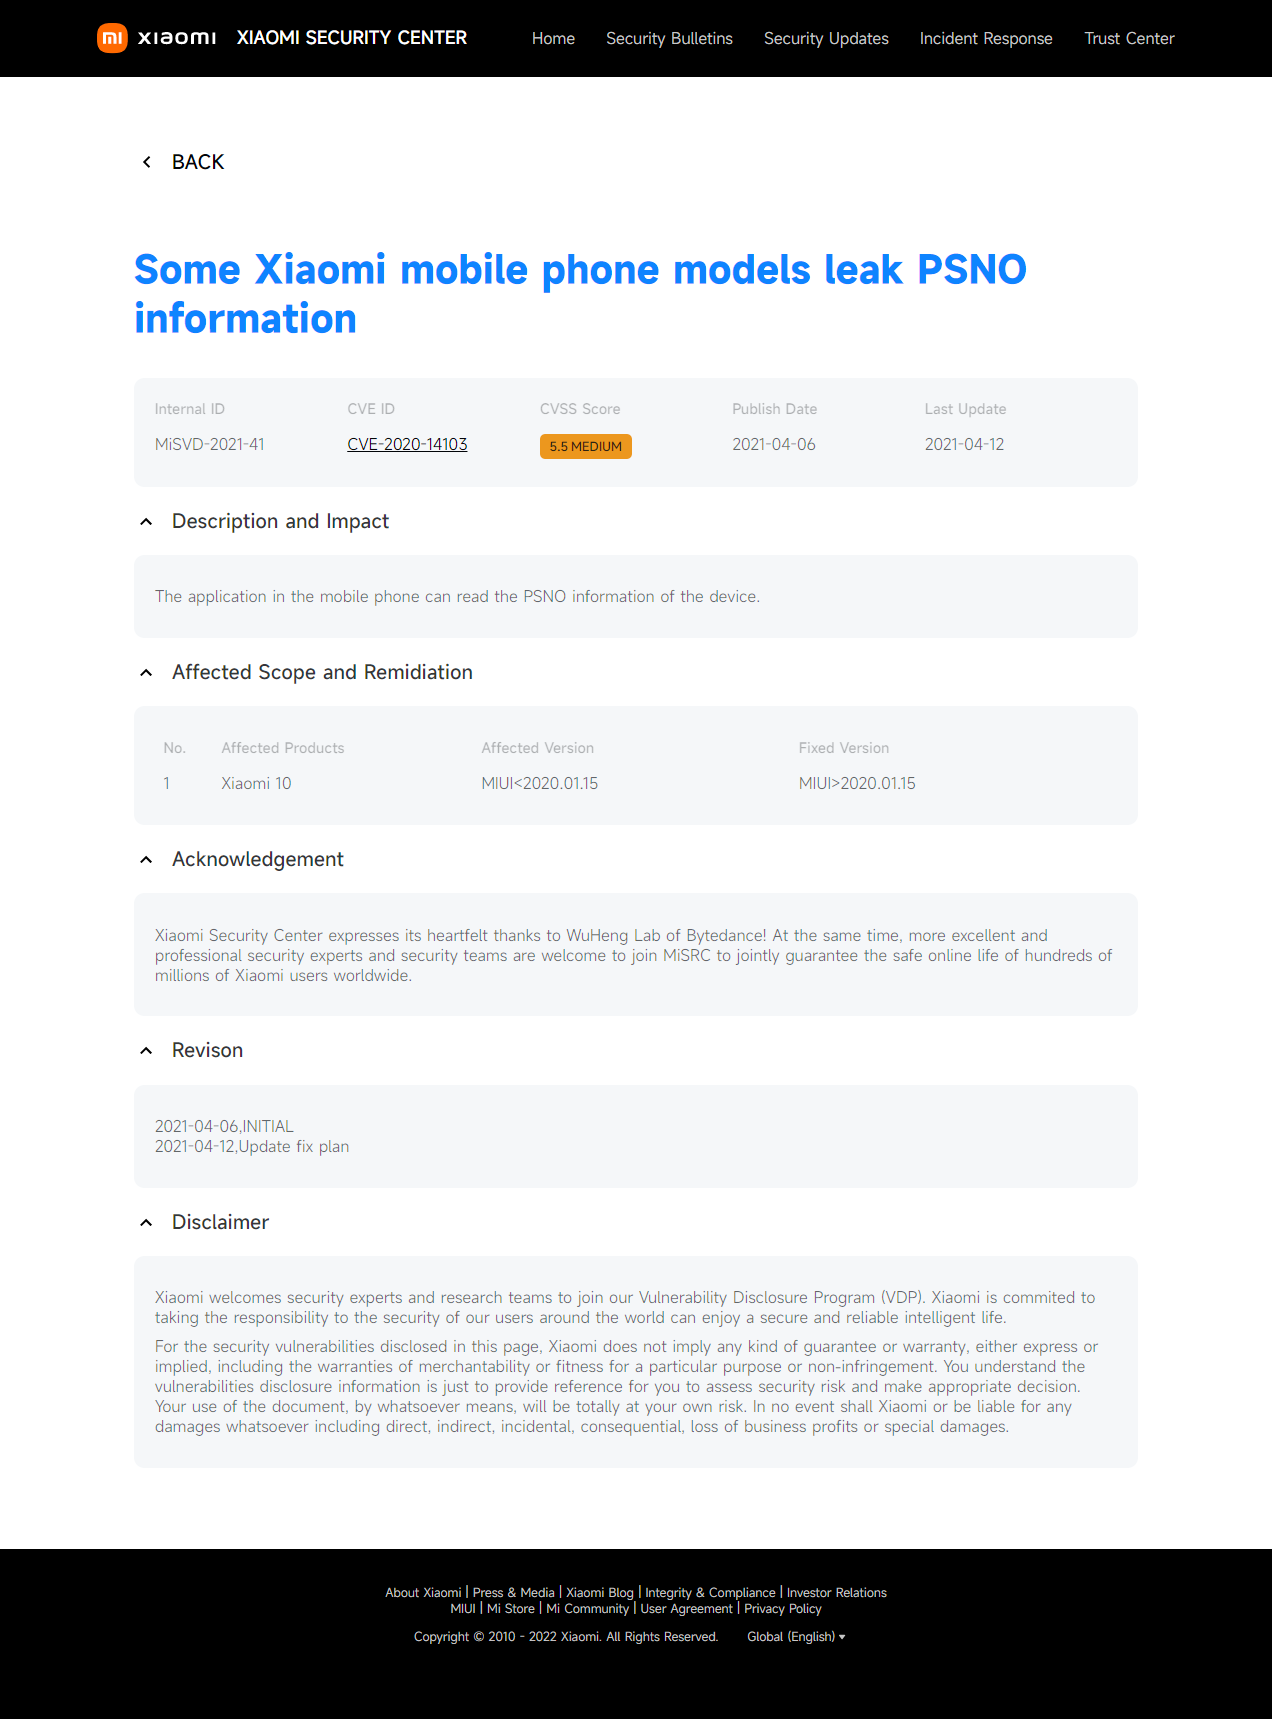 mi xiaomi XIAOMI SECURITY CENTER Home Security Bulletins Security Updates Incident Response Trust Center
BACK
Some Xiaomi mobile phone models leak PSNO
information
Internal ID CVE ID CVSS Score Publish Date Last Update
MiSVD-2021-41 CVE-2020-14103 5.5 MEDIUM 2021-04-06 2021-04-12
Description and Impact
The application in the mobile phone can read the PSNO information of the device.
Affected Scope and Remidiation
No. Affected Products Affected Version Fixed Version
1 Xiaomi 10 MIUI<2020.01.15 MIUI>2020.01.15
Acknowledgement
Xiaomi Security Center expresses its heartfelt thanks to WuHeng Lab of Bytedance! At the same time, more excellent and
professional security experts and security teams are welcome to join MiSRC to jointly guarantee the safe online life of hundreds of
millions of Xiaomi users worldwide.
Revison
2021-04-06,INITIAL
2021-04-12,Update fix plan
Disclaimer
Xiaomi welcomes security experts and research teams to join our Vulnerability Disclosure Program (VDP). Xiaomi is commited to
taking the responsibility to the security of our users around the world can enjoy a secure and reliable intelligent life.
For the security vulnerabilities disclosed in this page, Xiaomi does not imply any kind of guarantee or warranty, either express or
implied, including the warranties of merchantability or fitness for a particular purpose or non-infringement. You understand the
vulnerabilities disclosure information is just to provide reference for you to assess security risk and make appropriate decision.
Your use of the document, by whatsoever means, will be totally at your own risk. In no event shall Xiaomi or be liable for any
damages whatsoever including direct, indirect, incidental, consequential, loss of business profits or special damages.
About Xiaomi | Press & Media | Xiaomi Blog | Integrity & Compliance | Investor Relations
MIUI | Mi Store | Mi Community | User Agreement | Privacy Policy
Copyright © 2010 - 2022 Xiaomi. All Rights Reserved. Global (English)